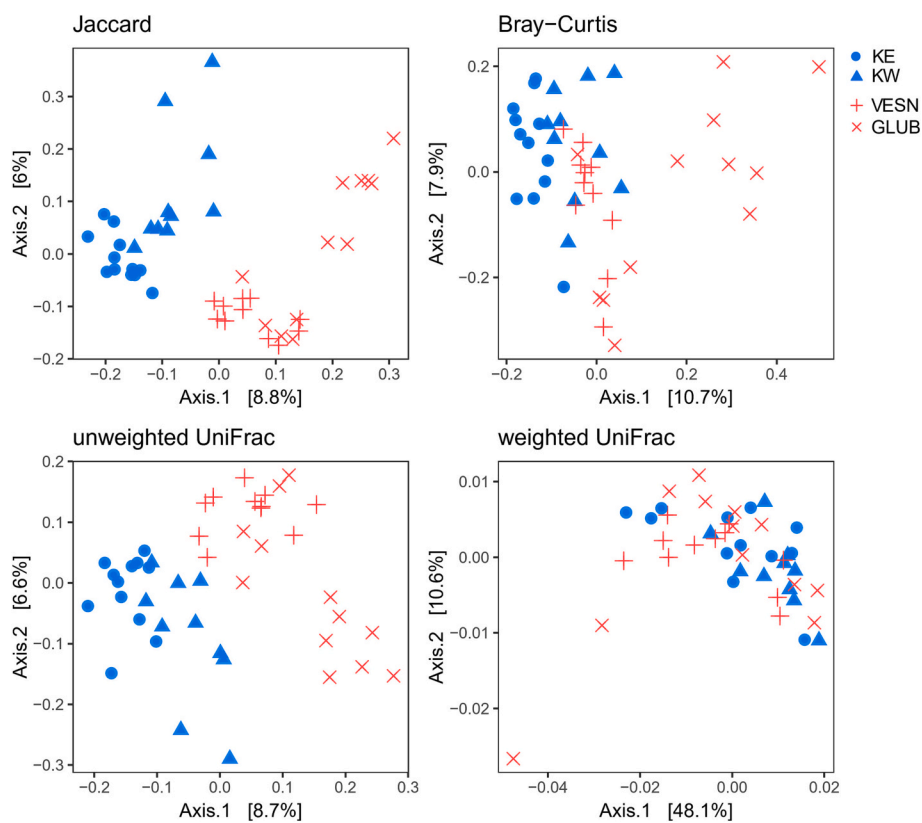 Jaccard
0.3
0.2
0.1
0.0
−0.1
−0.2
Axis.2 [6%]
−0.2 −0.1 0.0 0.1 0.2 0.3
Axis.1 [8.8%]
Bray−Curtis
0.2
0.0
−0.2
Axis.2 [7.9%]
0.0 0.2 0.4
Axis.1 [10.7%]
KE
KW
VESN
GLUB
unweighted UniFrac
0.2
0.1
0.0
−0.1
−0.2
−0.3
Axis.2 [6.6%]
−0.2 −0.1 0.0 0.1 0.2 0.3
Axis.1 [8.7%]
weighted UniFrac
0.01
0.00
−0.01
−0.02
Axis.2 [10.6%]
−0.04 −0.02 0.00 0.02
Axis.1 [48.1%]